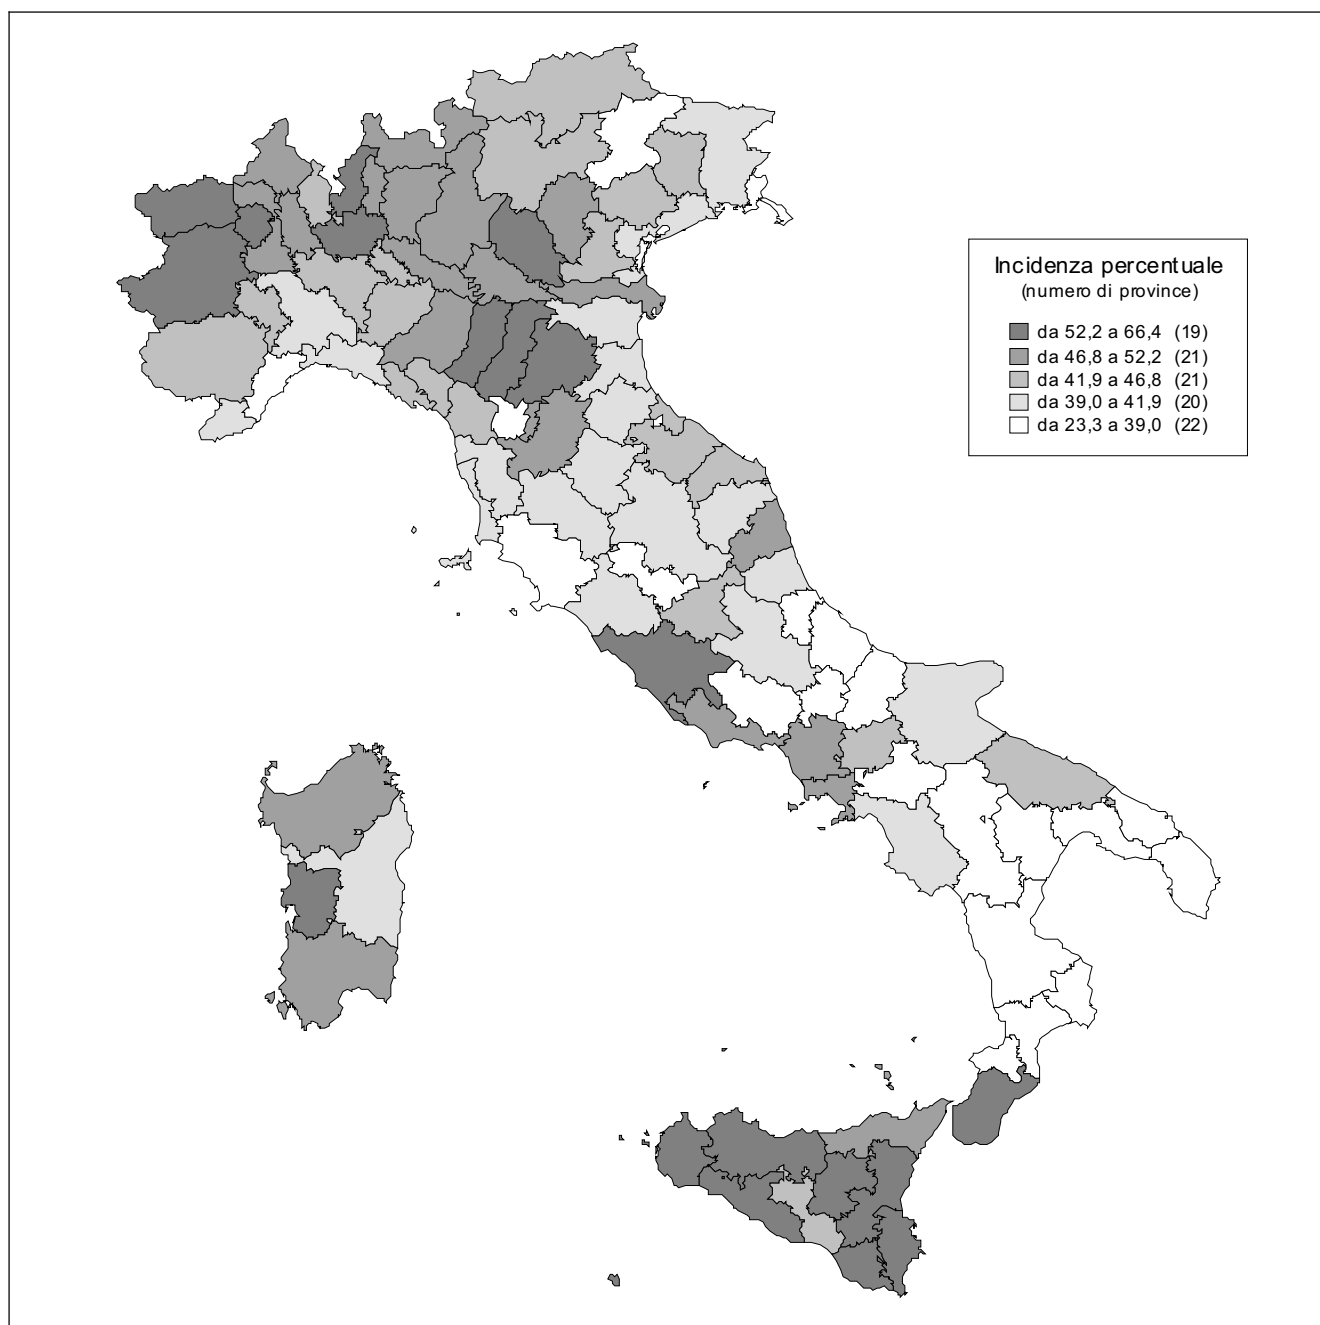 Incidenza percentuale
(numero di province)
da 52,2 a 66,4 (19)
da 46,8 a 52,2 (21)
da 41,9 a 46,8 (21)
da 39,0 a 41,9 (20)
da 23,3 a 39,0 (22)